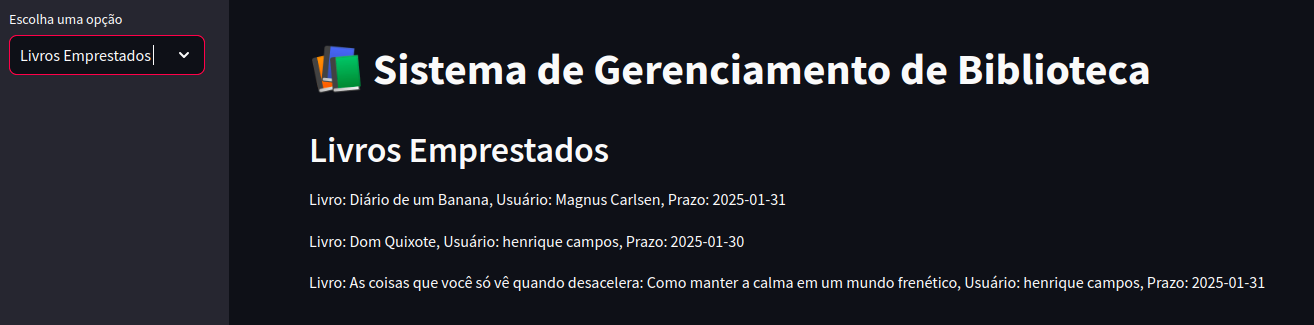 Escolha uma opção
Livros Emprestados
Sistema de Gerenciamento de Biblioteca
Livros Emprestados
Livro: Diário de um Banana, Usuário: Magnus Carlsen, Prazo: 2025-01-31
Livro: Dom Quixote, Usuário: henrique campos, Prazo: 2025-01-30
Livro: As coisas que você só vê quando desacelera: Como manter a calma em um mundo frenético, Usuário: henrique campos, Prazo: 2025-01-31